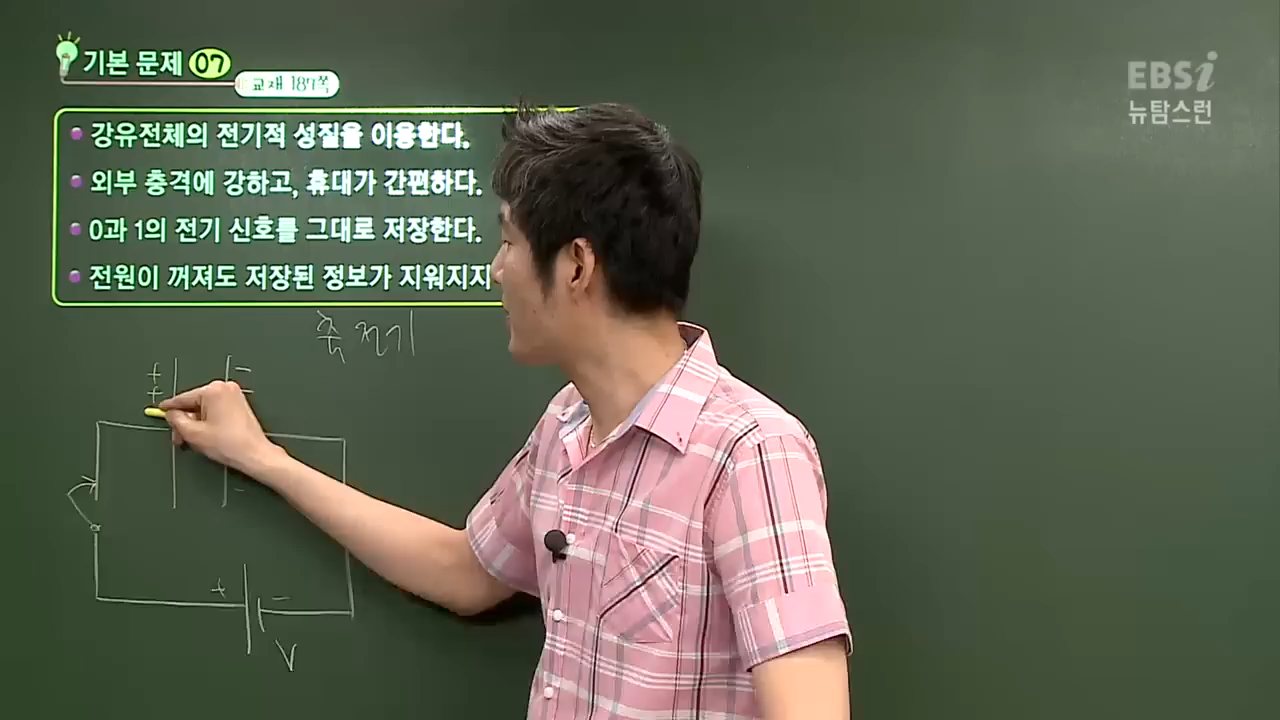 기본 문제 07
교재 187쪽
EBSi
뉴탐스런
강유전체의 전기적 성질을 이용한다.
외부 충격에 강하고, 휴대가 간편하다.
0과 1의 전기 신호를 그대로 저장한다.
전원이 꺼져도 저장된 정보가 지워지지
축전기
+ -
+ -
-
+ -
V